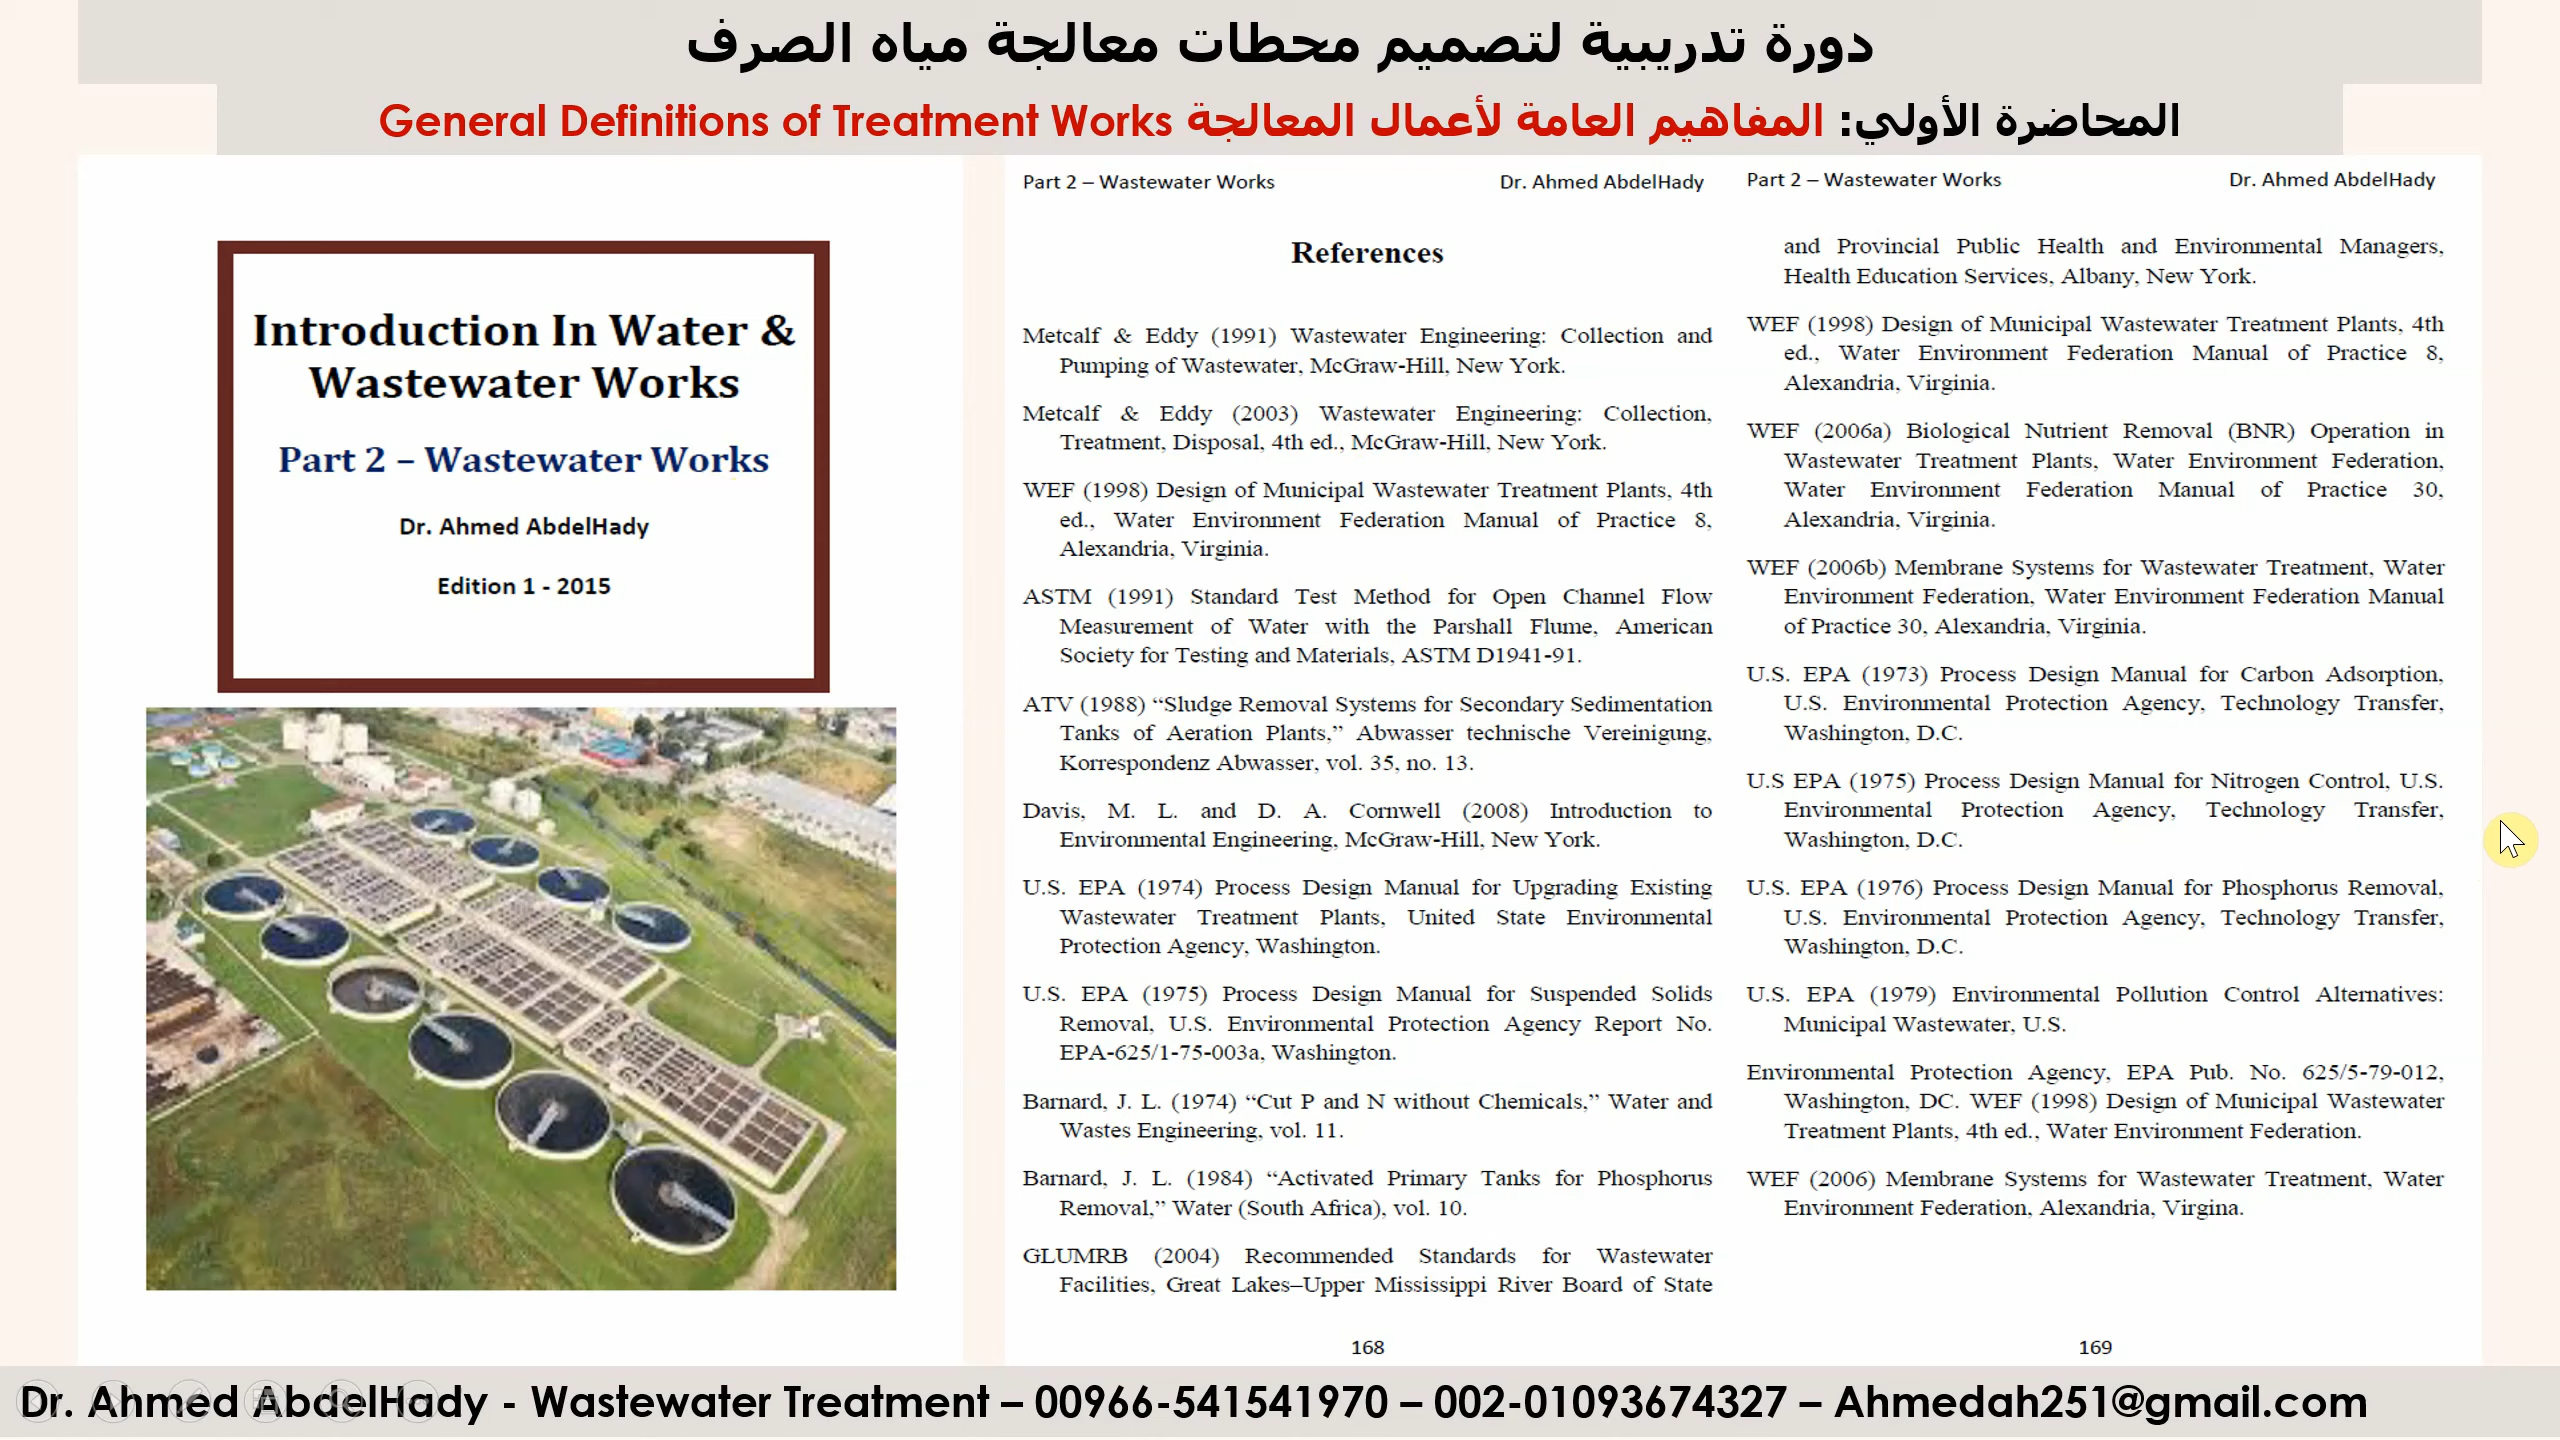 دورة تدريبية لتصميم محطات معالجة مياه الصرف
المحاضرة الأولي: المفاهيم العامة لأعمال المعالجة General Definitions of Treatment Works
Introduction In Water &
Wastewater Works
Part 2 – Wastewater Works
Dr. Ahmed AbdelHady
Edition 1 - 2015
Part 2 – Wastewater Works Dr. Ahmed AbdelHady
References
Metcalf & Eddy (1991) Wastewater Engineering: Collection and
Pumping of Wastewater, McGraw-Hill, New York.
Metcalf & Eddy (2003) Wastewater Engineering: Collection,
Treatment, Disposal, 4th ed., McGraw-Hill, New York.
WEF (1998) Design of Municipal Wastewater Treatment Plants, 4th
ed., Water Environment Federation Manual of Practice 8,
Alexandria, Virginia.
ASTM (1991) Standard Test Method for Open Channel Flow
Measurement of Water with the Parshall Flume, American
Society for Testing and Materials, ASTM D1941-91.
ATV (1988) “Sludge Removal Systems for Secondary Sedimentation
Tanks of Aeration Plants,” Abwasser technische Vereinigung,
Korrespondenz Abwasser, vol. 35, no. 13.
Davis, M. L. and D. A. Cornwell (2008) Introduction to
Environmental Engineering, McGraw-Hill, New York.
U.S. EPA (1974) Process Design Manual for Upgrading Existing
Wastewater Treatment Plants, United State Environmental
Protection Agency, Washington.
U.S. EPA (1975) Process Design Manual for Suspended Solids
Removal, U.S. Environmental Protection Agency Report No.
EPA-625/1-75-003a, Washington.
Barnard, J. L. (1974) “Cut P and N without Chemicals,” Water and
Wastes Engineering, vol. 11.
Barnard, J. L. (1984) “Activated Primary Tanks for Phosphorus
Removal,” Water (South Africa), vol. 10.
GLUMRB (2004) Recommended Standards for Wastewater
Facilities, Great Lakes–Upper Mississippi River Board of State
168
Part 2 – Wastewater Works Dr. Ahmed AbdelHady
and Provincial Public Health and Environmental Managers,
Health Education Services, Albany, New York.
WEF (1998) Design of Municipal Wastewater Treatment Plants, 4th
ed., Water Environment Federation Manual of Practice 8,
Alexandria, Virginia.
WEF (2006a) Biological Nutrient Removal (BNR) Operation in
Wastewater Treatment Plants, Water Environment Federation,
Water Environment Federation Manual of Practice 30,
Alexandria, Virginia.
WEF (2006b) Membrane Systems for Wastewater Treatment, Water
Environment Federation, Water Environment Federation Manual
of Practice 30, Alexandria, Virginia.
U.S. EPA (1973) Process Design Manual for Carbon Adsorption,
U.S. Environmental Protection Agency, Technology Transfer,
Washington, D.C.
U.S EPA (1975) Process Design Manual for Nitrogen Control, U.S.
Environmental Protection Agency, Technology Transfer,
Washington, D.C.
U.S. EPA (1976) Process Design Manual for Phosphorus Removal,
U.S. Environmental Protection Agency, Technology Transfer,
Washington, D.C.
U.S. EPA (1979) Environmental Pollution Control Alternatives:
Municipal Wastewater, U.S.
Environmental Protection Agency, EPA Pub. No. 625/5-79-012,
Washington, DC. WEF (1998) Design of Municipal Wastewater
Treatment Plants, 4th ed., Water Environment Federation.
WEF (2006) Membrane Systems for Wastewater Treatment, Water
Environment Federation, Alexandria, Virgina.
169
Dr. Ahmed AbdelHady - Wastewater Treatment – 00966-541541970 – 002-01093674327 – Ahmedah251@gmail.com